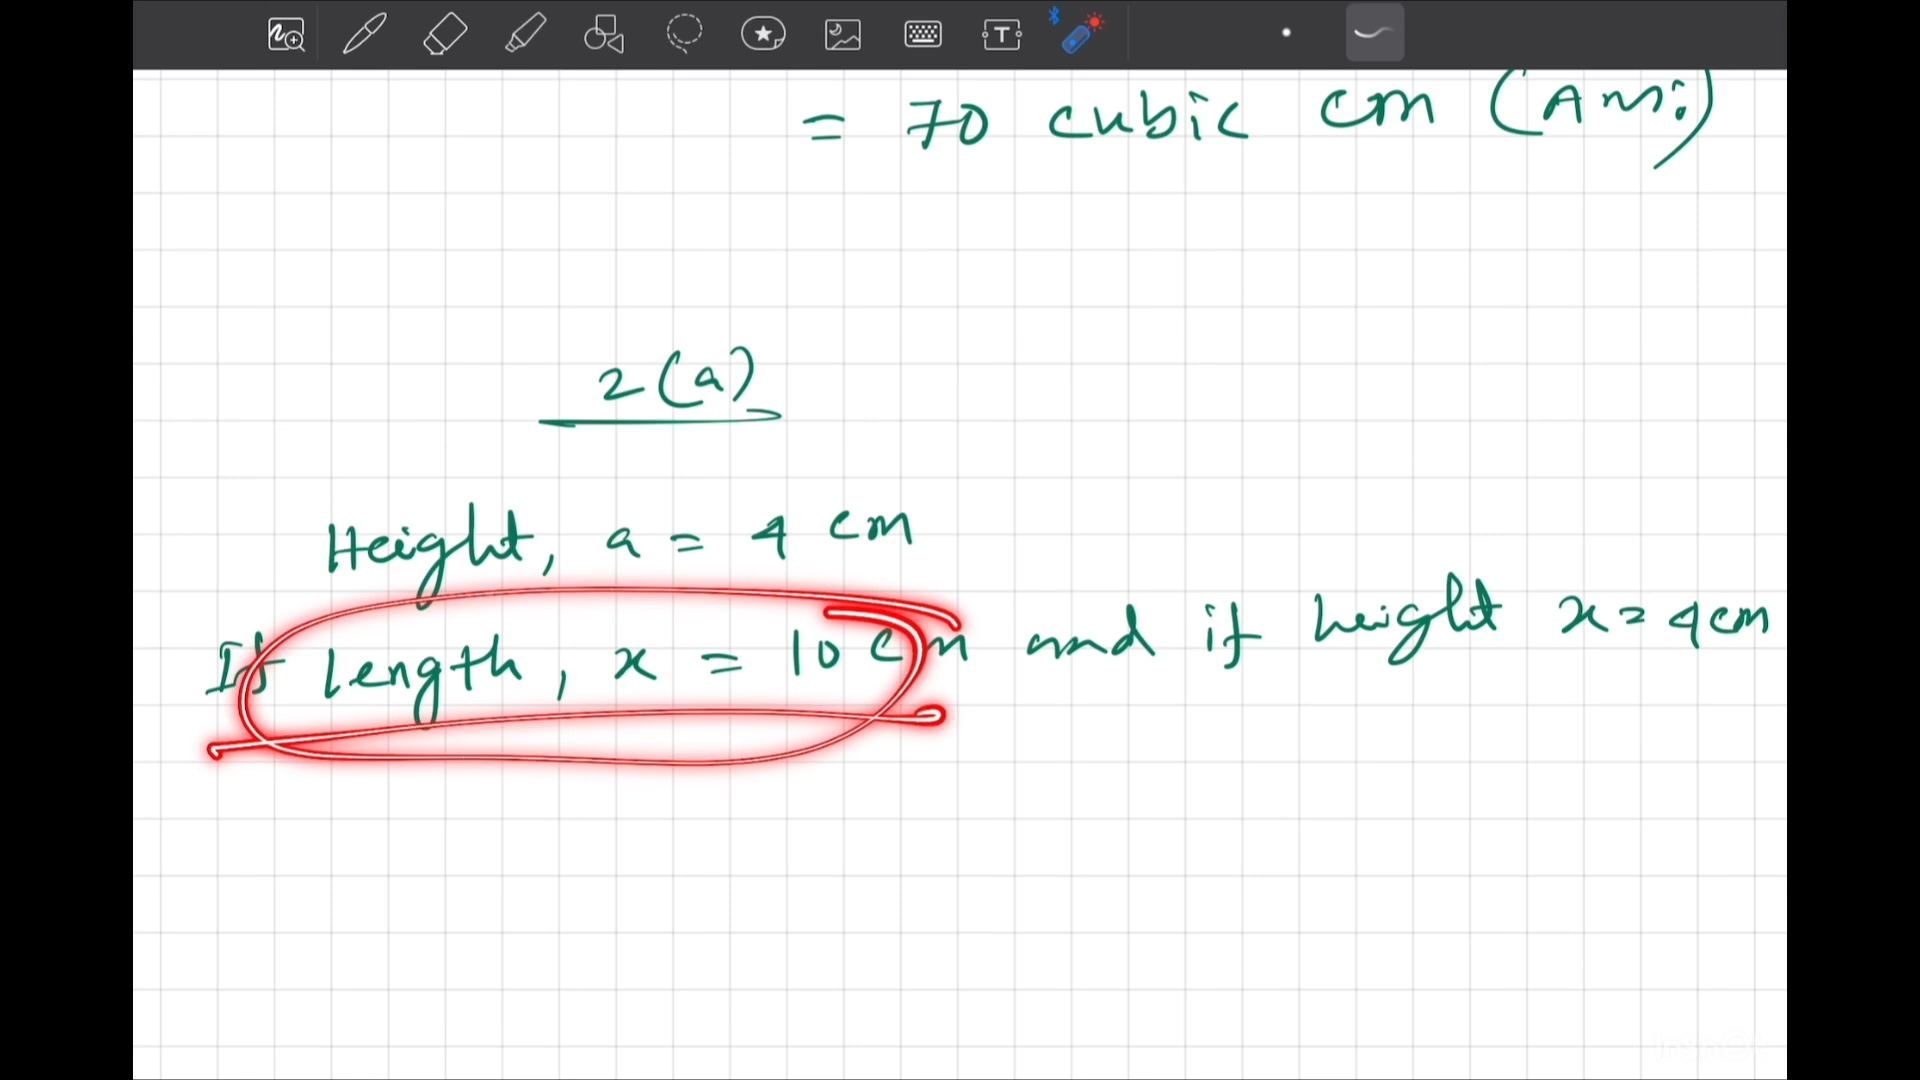 = 70 cubic cm (Ans:)
2(a)
Height, a = 4 cm
If length, x = 10 cm and if height x = 4cm